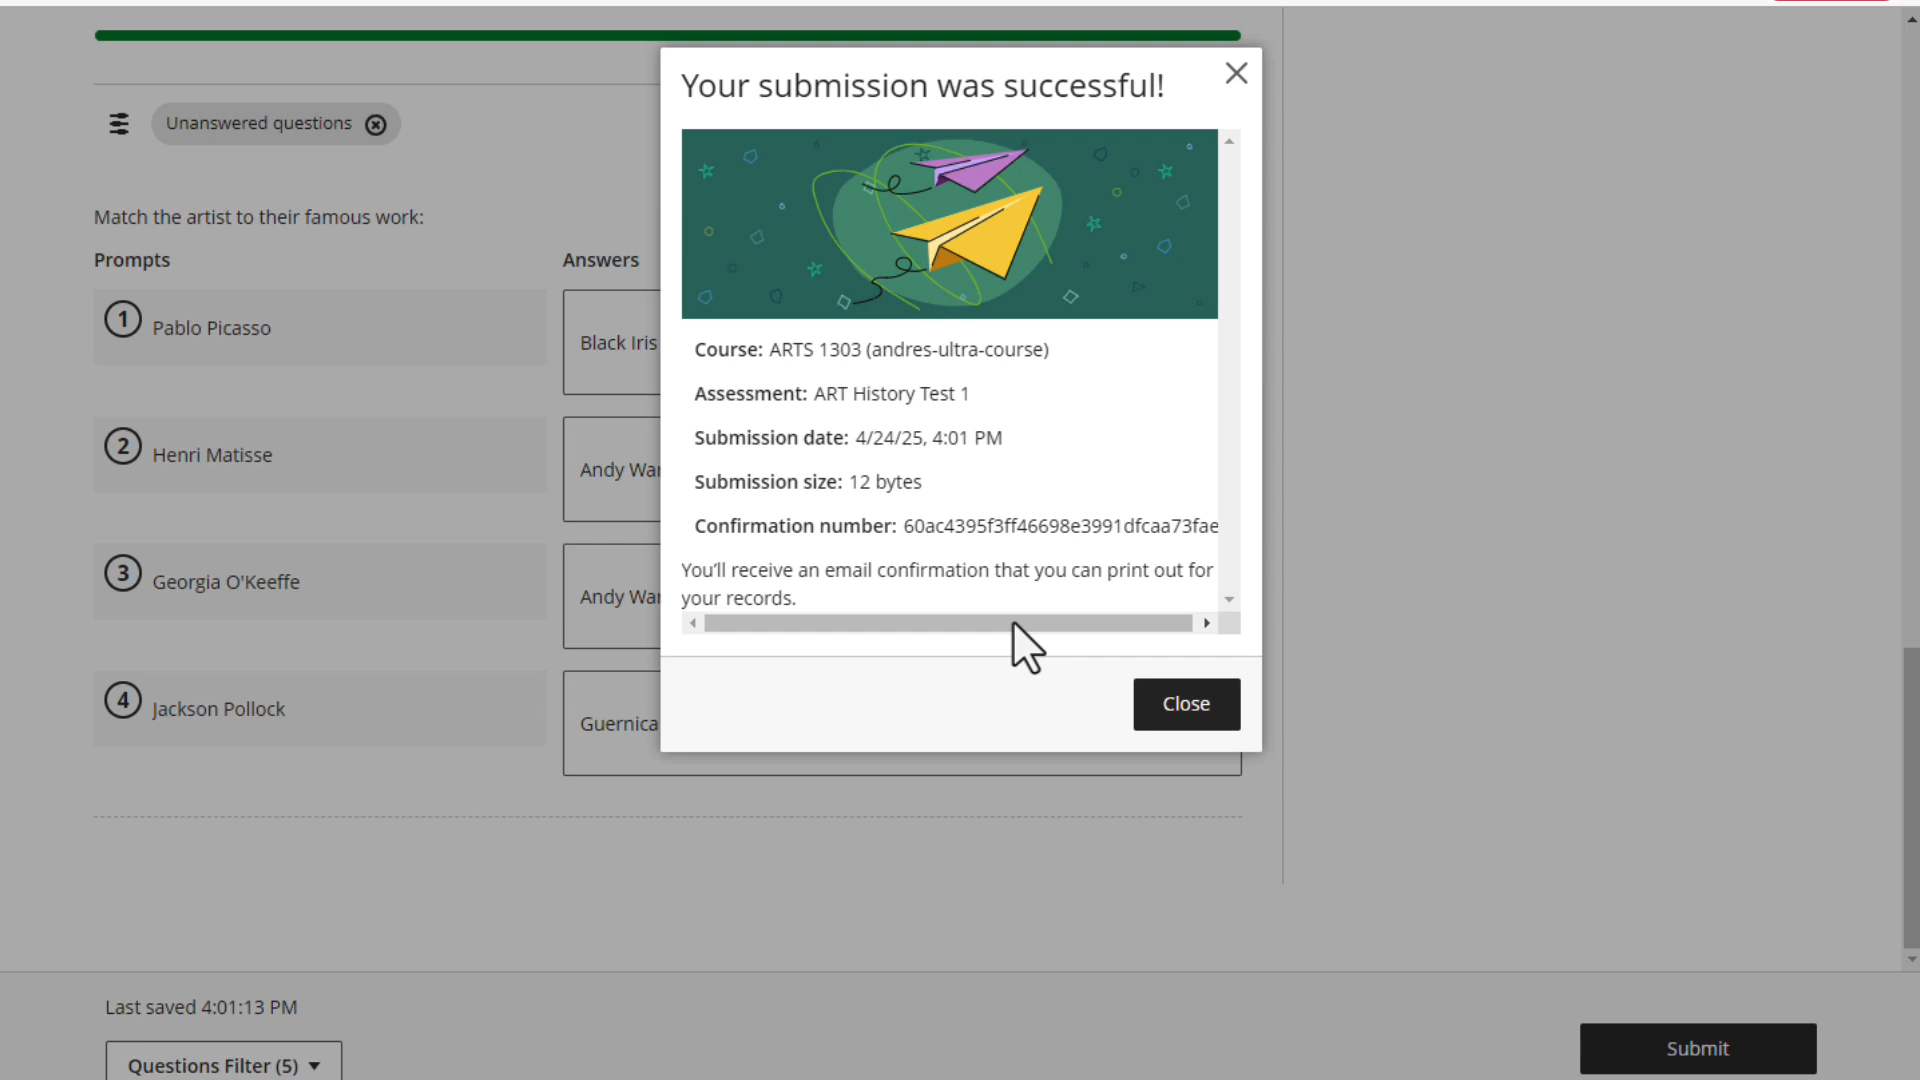 Unanswered questions
Match the artist to their famous work:
Prompts
Answers
1 Pablo Picasso
Black Iris
2 Henri Matisse
Andy
3 Georgia O'Keeffe
Andy
4 Jackson Pollock
Guernica
Your submission was successful!
Course: ARTS 1303 (andres-ultra-course)
Assessment: ART History Test 1
Submission date: 4/24/25, 4:01 PM
Submission size: 12 bytes
Confirmation number: 60ac4395f3ff46698e3991dfcaa73fae
You'll receive an email confirmation that you can print out for
your records.
Close
Last saved 4:01:13 PM
Questions Filter (5)
Submit